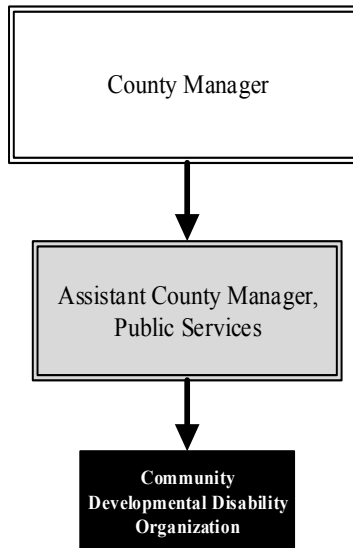 County Manager
Assistant County Manager,
Public Services
Community
Developmental Disability
Organization